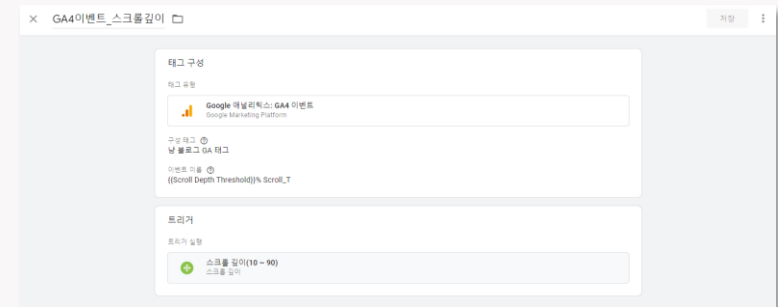 GA4이벤트_스크롤깊이
저장
태그 구성
태그 유형
Google 애널리틱스: GA4 이벤트
Google Marketing Platform
구성 태그
낯 블로그 GA 태그
이벤트 이름
{{Scroll Depth Threshold}}% Scroll_T
트리거
트리거 실행
스크롤 깊이(10 ~ 90)
스크롤 깊이